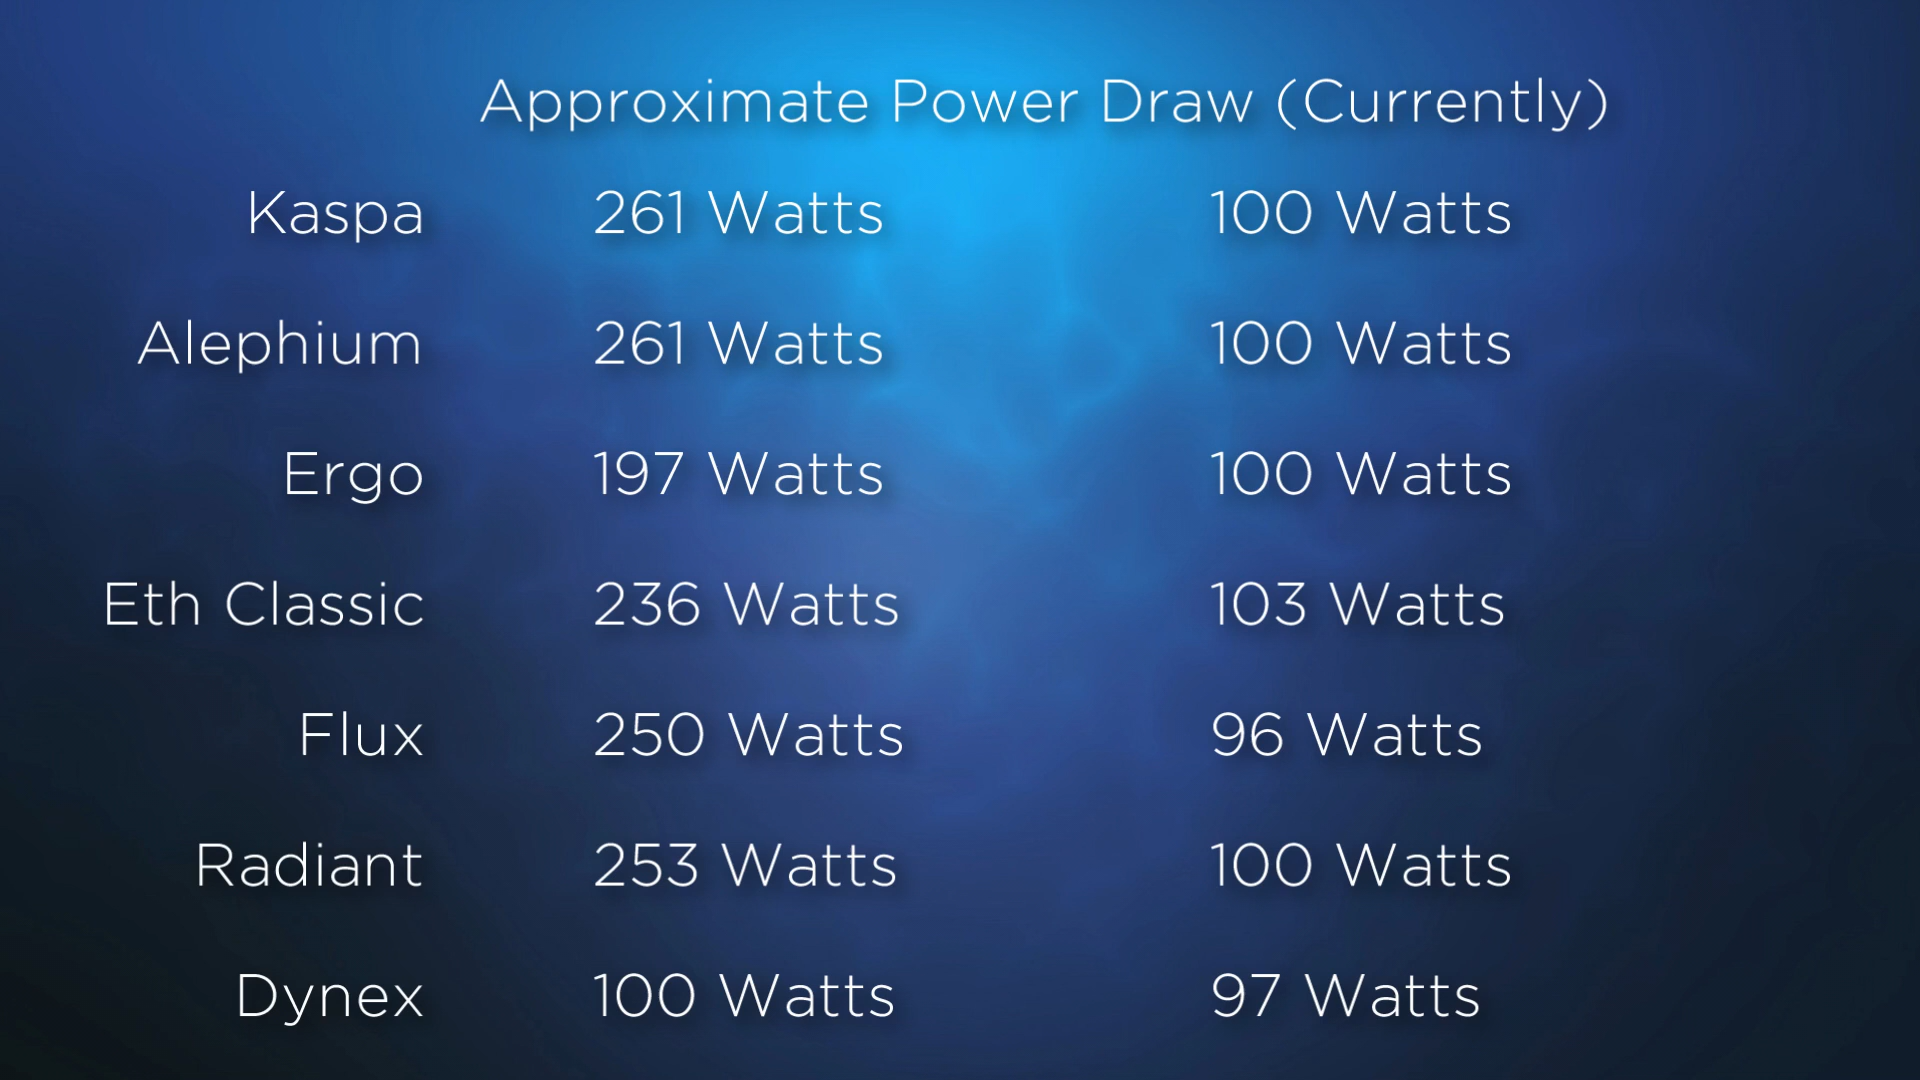 Approximate Power Draw (Currently)
Kaspa 261 Watts 100 Watts
Alephium 261 Watts 100 Watts
Ergo 197 Watts 100 Watts
Eth Classic 236 Watts 103 Watts
Flux 250 Watts 96 Watts
Radiant 253 Watts 100 Watts
Dynex 100 Watts 97 Watts